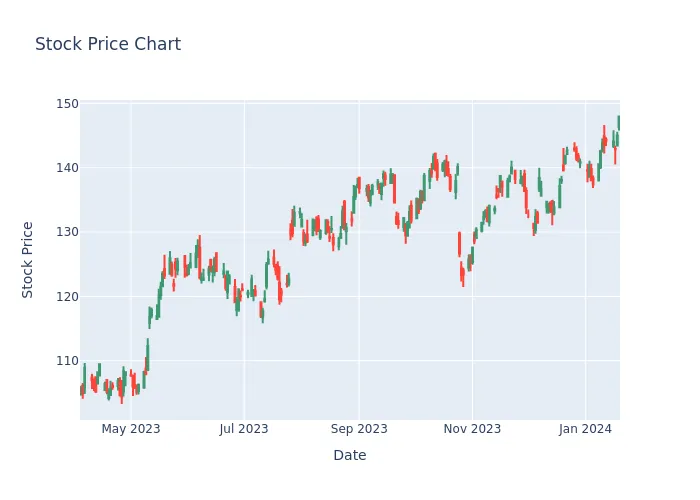 Stock Price Chart
150
140
130
120
110
Stock Price
May 2023
Jul 2023
Sep 2023
Nov 2023
Jan 2024
Date